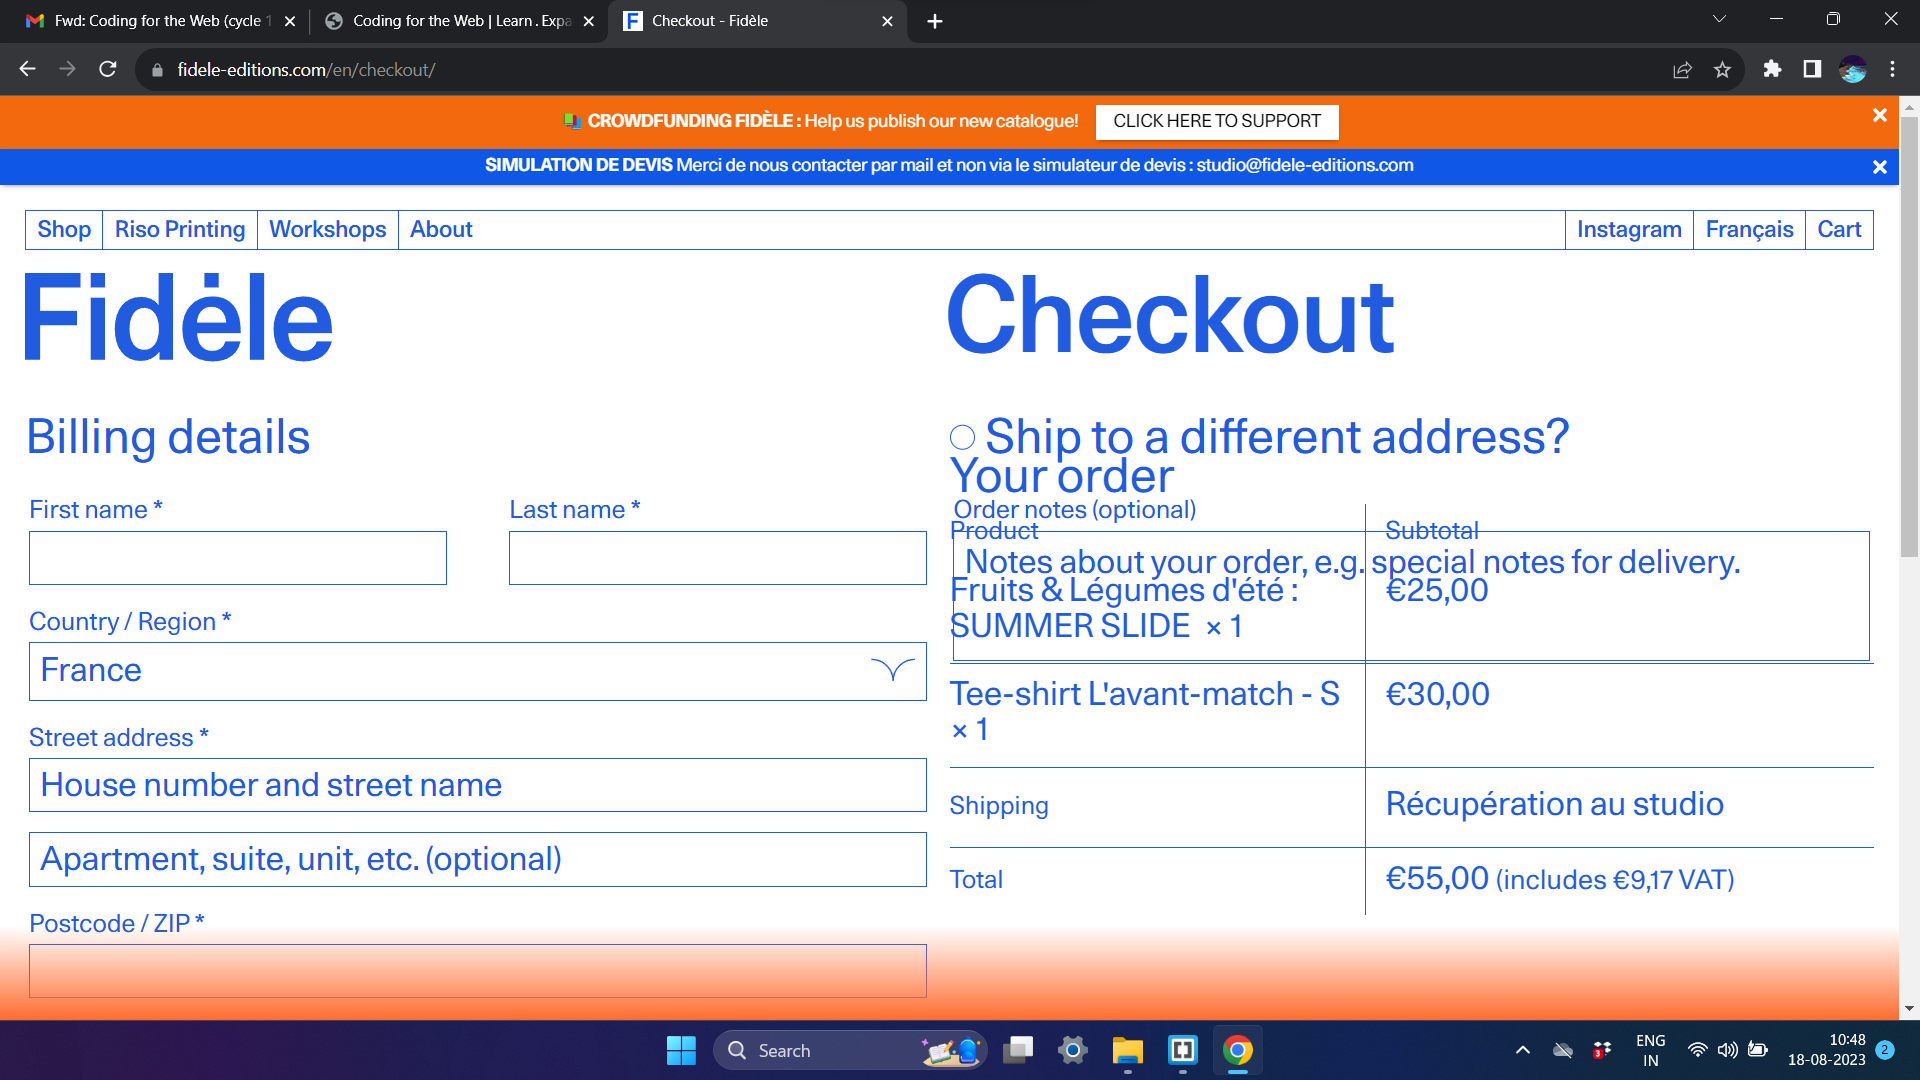 Fwd: Coding for the Web (cycle 1
Coding for the Web | Learn . Expa
Checkout - Fidèle
fidele-editions.com/en/checkout/
CROWDFUNDING FIDÈLE : Help us publish our new catalogue!
CLICK HERE TO SUPPORT
SIMULATION DE DEVIS Merci de nous contacter par mail et non via le simulateur de devis : studio@fidele-editions.com
Shop
Riso Printing
Workshops
About
Instagram
Français
Cart
Fidėle
Checkout
Billing details
First name *
Last name *
Country / Region *
France
Street address *
House number and street name
Apartment, suite, unit, etc. (optional)
Postcode / ZIP *
Ship to a different address?
Your order
Order notes (optional)
Product
Subtotal
Notes about your order, e.g. special notes for delivery.
Fruits & Légumes d'été :
SUMMER SLIDE × 1
€25,00
Tee-shirt L'avant-match - S
× 1
€30,00
Shipping
Récupération au studio
Total
€55,00 (includes €9,17 VAT)
Search
3
ENG
IN
10:48
18-08-2023
2